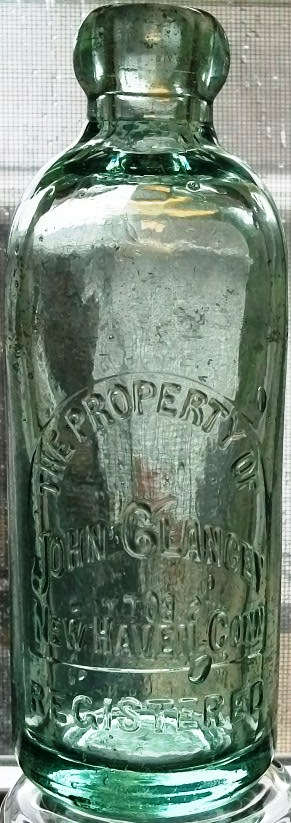 THE PROPERTY OF
JOHN CLANCEY
NEW HAVEN, CONN
REGISTERED